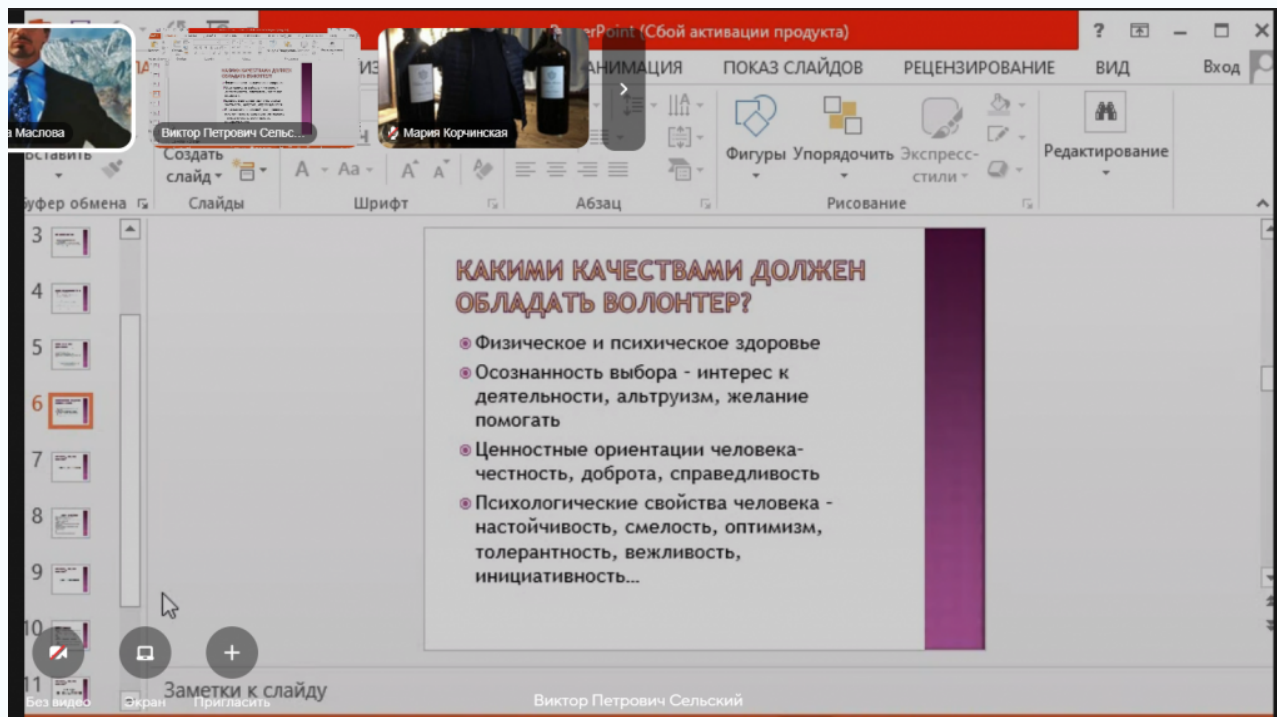 PowerPoint (Сбой активации продукта)
АНИМАЦИЯ
ПОКАЗ СЛАЙДОВ
РЕЦЕНЗИРОВАНИЕ
ВИД
Вход
Маслова
Виктор Петрович Сельс...
Мария Корчинская
Вставить
Создать
слайд
Фигуры
Упорядочить
Экспресс-
стили
Редактирование
Буфер обмена
Слайды
Шрифт
Абзац
Рисование
КАКИМИ КАЧЕСТВАМИ ДОЛЖЕН
ОБЛАДАТЬ ВОЛОНТЕР?
Физическое и психическое здоровье
Осознанность выбора - интерес к
деятельности, альтруизм, желание
помогать
Ценностные ориентации человека-
честность, доброта, справедливость
Психологические свойства человека -
настойчивость, смелость, оптимизм,
толерантность, вежливость,
инициативность...
3
4
5
6
7
8
9
10
11
Заметки к слайду
Без видео
Экран
Пригласить
Виктор Петрович Сельский